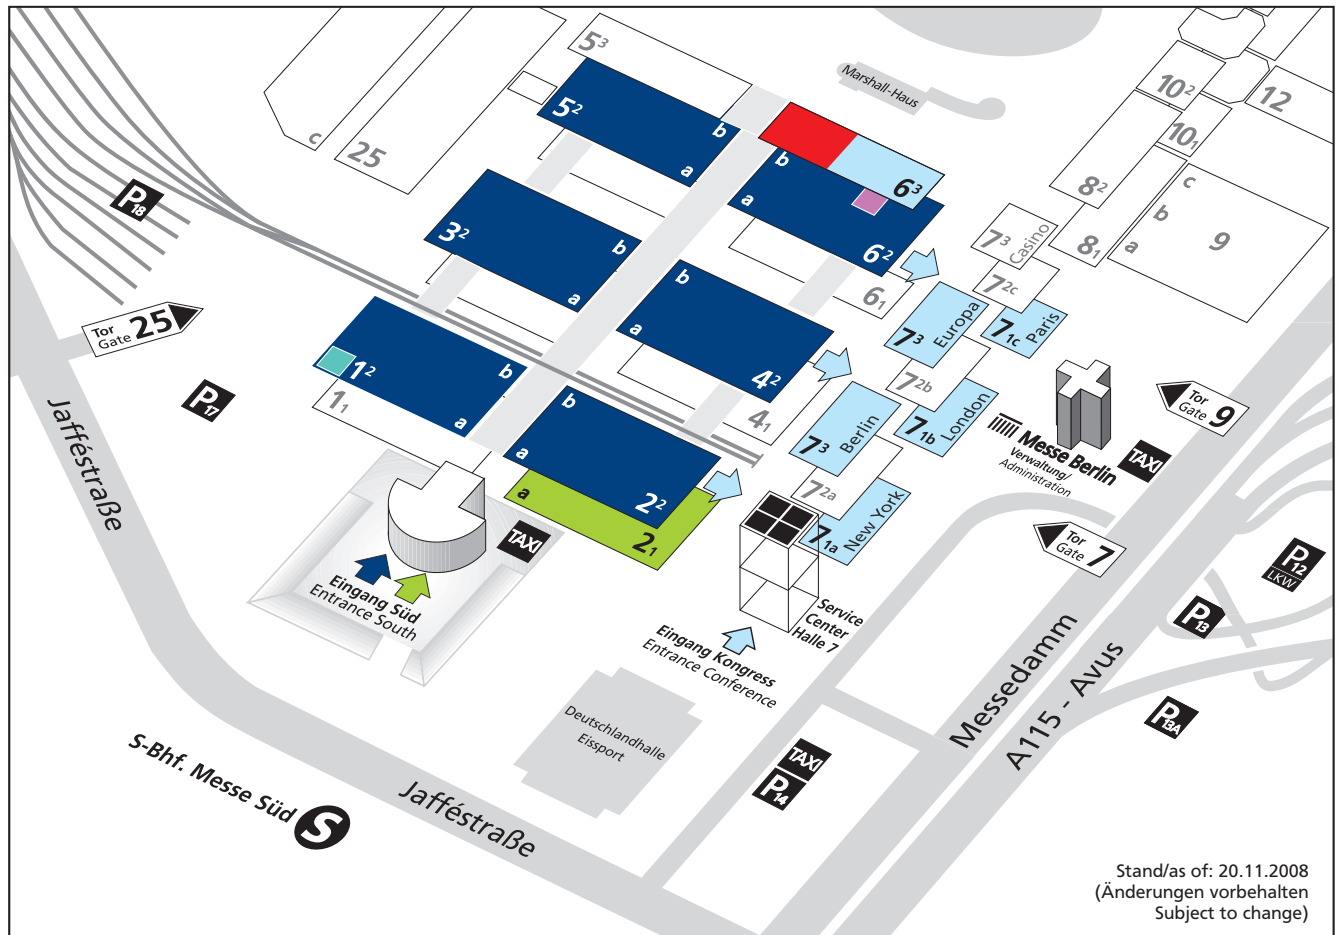 5³
c
25
5²
b
a
Marshall-Haus
10²
12
10₁
8²
c
b
a
9
8₁
b
a
6³
6²
6₁
7³ Casino
7²c
7₁c Paris
P18
3²
b
a
b
a
4²
4₁
7³ Europa
7²b
7₁b London
Tor
Gate 25
P17
1²
b
a
1₁
b
a
2²
a
2₁
7³ Berlin
7²a
7₁a New York
Messe Berlin
Verwaltung/
Administration
TAXI
Tor
Gate 9
Tor
Gate 7
P12
LKW
P13
P13A
Jafféstraße
TAXI
Eingang Süd
Entrance South
Service
Center
Halle 7
Eingang Kongress
Entrance Conference
Deutschlandhalle
Eissport
Messedamm
A115 - Avus
TAXI
P14
S-Bhf. Messe Süd S
Jafféstraße
Stand/as of: 20.11.2008
(Änderungen vorbehalten
Subject to change)